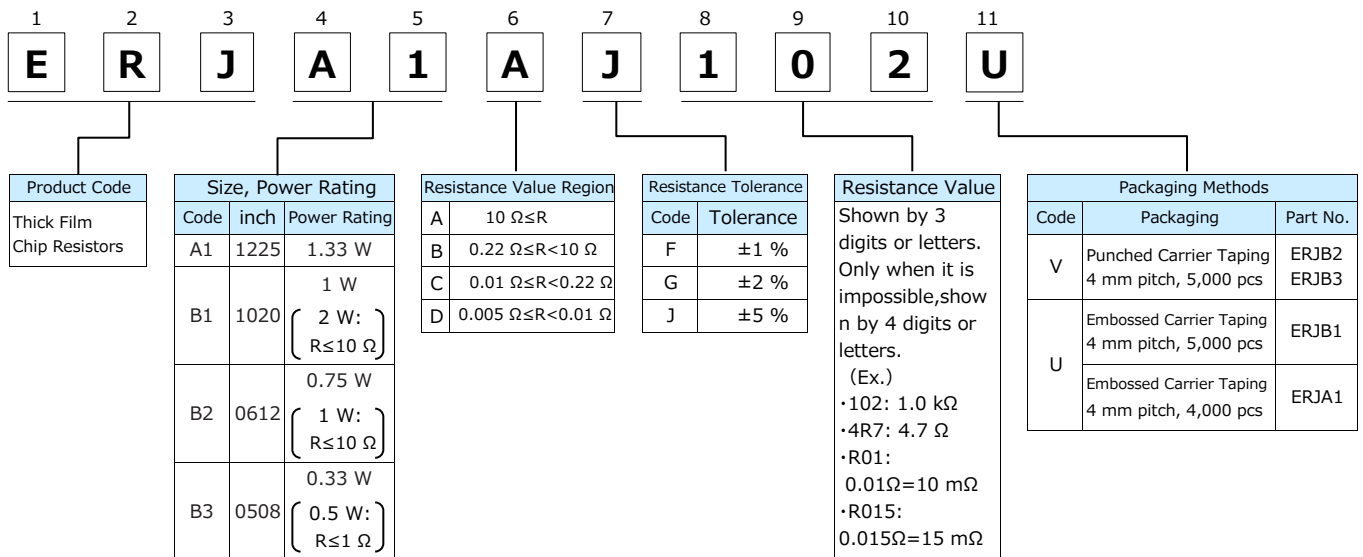 1 2 3 4 5 6 7 8 9 10 11
E R J A 1 A J 1 0 2 U
Product Code
Thick Film
Chip Resistors
Size, Power Rating
Code inch Power Rating
A1 1225 1.33 W
B1 1020 1 W
2 W:
R≤10 Ω
B2 0612 0.75 W
1 W:
R≤10 Ω
B3 0508 0.33 W
0.5 W:
R≤1 Ω
Resistance Value Region
A 10 Ω≤R
B 0.22 Ω≤R<10 Ω
C 0.01 Ω≤R<0.22 Ω
D 0.005 Ω≤R<0.01 Ω
Resistance Tolerance
Code Tolerance
F ±1 %
G ±2 %
J ±5 %
Resistance Value
Shown by 3
digits or letters.
Only when it is
impossible,show
n by 4 digits or
letters.
（Ex.）
･102: 1.0 kΩ
･4R7: 4.7 Ω
･R01:
0.01Ω=10 mΩ
･R015:
0.015Ω=15 mΩ
Packaging Methods
Code Packaging Part No.
V Punched Carrier Taping
4 mm pitch, 5,000 pcs
ERJB2
ERJB3
U Embossed Carrier Taping
4 mm pitch, 5,000 pcs
ERJB1
Embossed Carrier Taping
4 mm pitch, 4,000 pcs
ERJA1